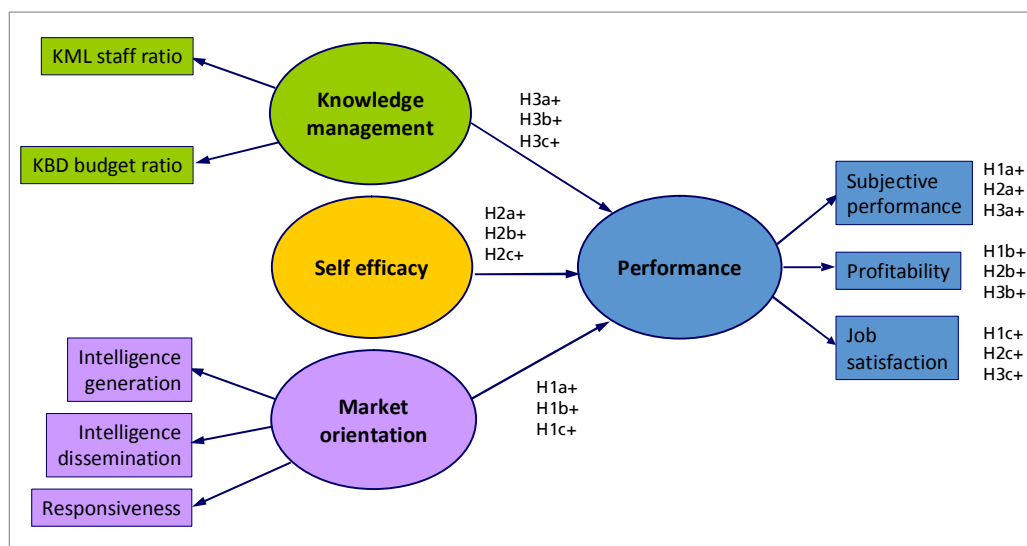 KML staff ratio
KBD budget ratio
Knowledge
management
H3a+
H3b+
H3c+
Self efficacy
H2a+
H2b+
H2c+
Intelligence
generation
Intelligence
dissemination
Responsiveness
Market
orientation
H1a+
H1b+
H1c+
Performance
Subjective
performance
H1a+
H2a+
H3a+
Profitability
H1b+
H2b+
H3b+
Job
satisfaction
H1c+
H2c+
H3c+